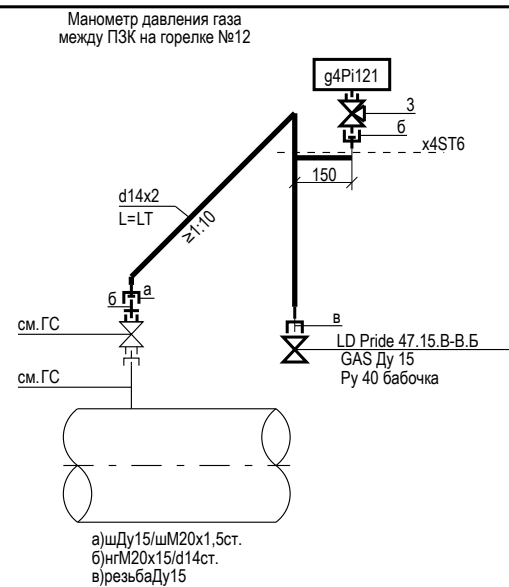 Манометр давления газа
между ПЗК на горелке №12
g4Pi121
3
б
x4ST6
150
d14x2
L=LT
≥1:10
а
б
см.ГС
в
LD Pride 47.15.В-В.Б
GAS Ду 15
Ру 40 бабочка
см.ГС
а)шДу15/шМ20х1,5ст.
б)нгМ20х15/d14ст.
в)резьбаДу15